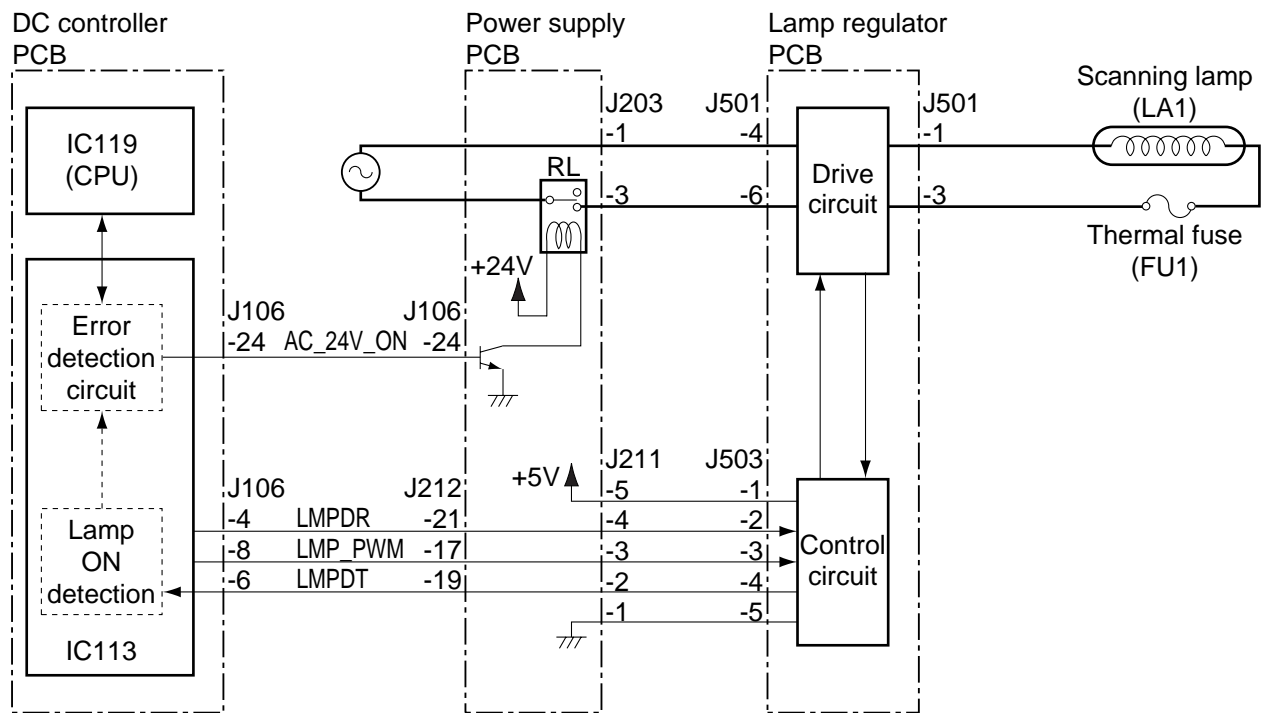 DC controller
PCB
Power supply
PCB
Lamp regulator
PCB
Scanning lamp
(LA1)
J203
J501
J501
-1
-4
-1
IC119
(CPU)
RL
Drive
circuit
-3
-6
-3
Thermal fuse
(FU1)
+24V
J106
J106
-24
AC_24V_ON
-24
Error
detection
circuit
J211
J503
+5V
-5
-1
J106
J212
-4
LMPDR
-21
-4
-2
-8
LMP_PWM
-17
-3
-3
-6
LMPDT
-19
-2
-4
-1
-5
Lamp
ON
detection
Control
circuit
IC113